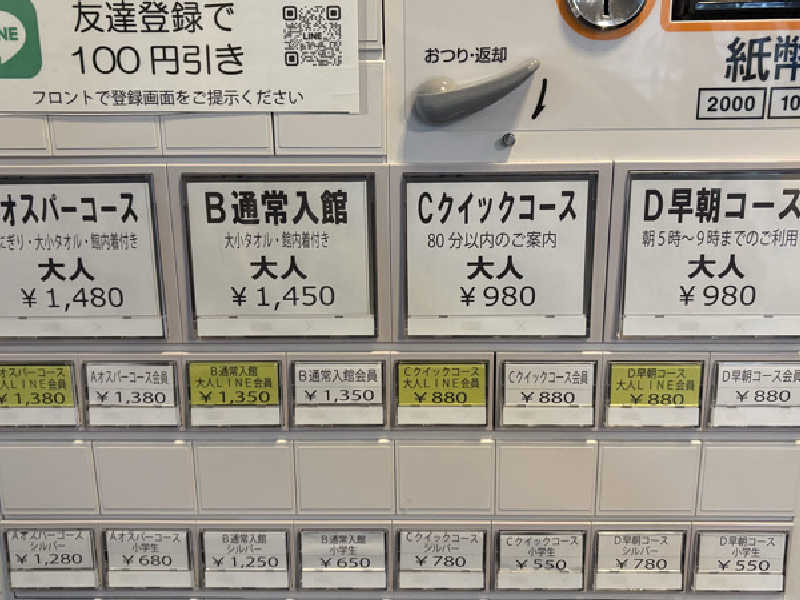 友達登録で
100円引き
LINE
フロントで登録画面をご提示ください
おつり・返却
紙幣
2000
オスパーコース
にぎり・大小タオル・館内着付き
大人
￥1,480
B通常入館
大小タオル・館内着付き
大人
￥1,450
Cクイックコース
80分以内のご案内
大人
￥980
D早朝コース
朝5時～9時までのご利用
大人
￥980
オスパーコース
大人LINE会員
￥1,380
Aオスパーコース会員
￥1,380
B通常入館
大人LINE会員
￥1,350
B通常入館会員
￥1,350
Cクイックコース
大人LINE会員
￥880
Cクイックコース会員
￥880
D早朝コース
大人LINE会員
￥880
D早朝コース会員
￥880
Aオスパーコース
シルバー
￥1,280
Aオスパーコース
小学生
￥680
B通常入館
シルバー
￥1,250
B通常入館
小学生
￥650
Cクイックコース
シルバー
￥780
Cクイックコース
小学生
￥550
D早朝コース
シルバー
￥780
D早朝コース
小学生
￥550